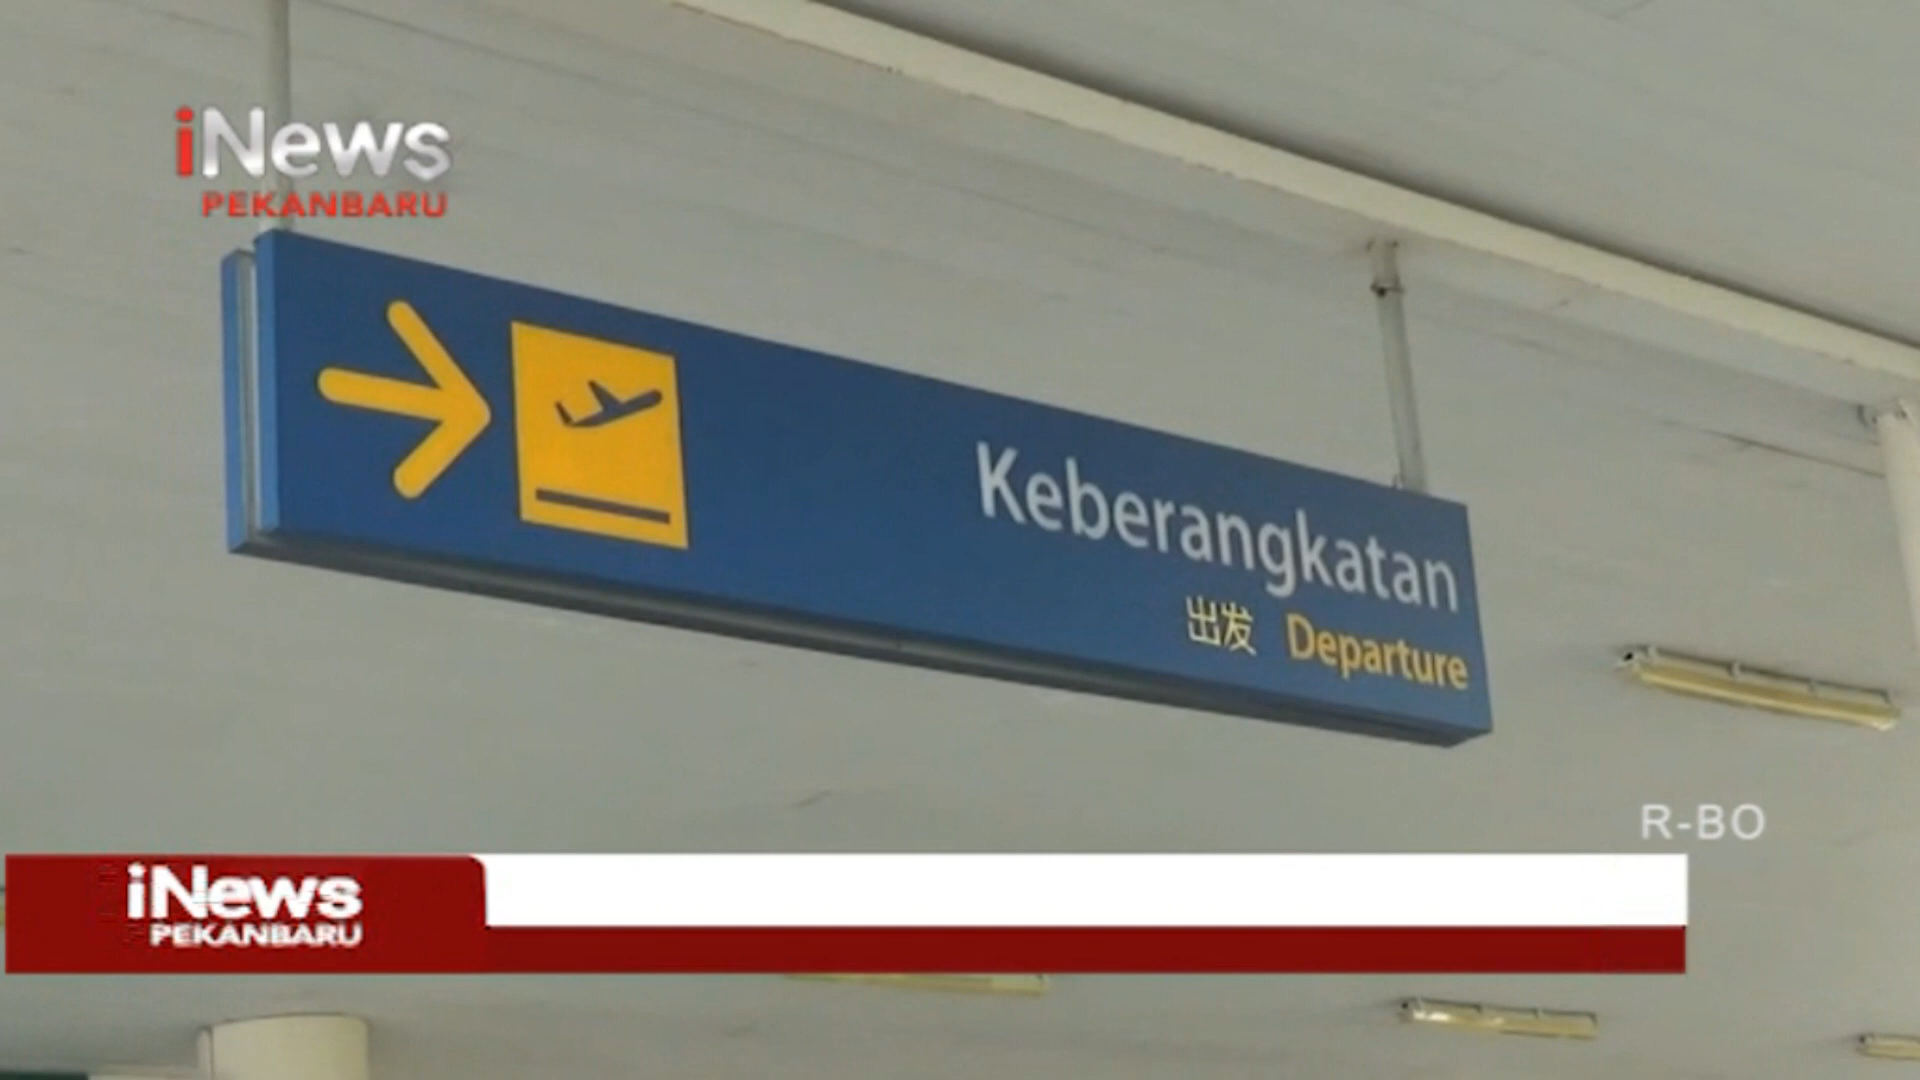 iNews
PEKANBARU
Keberangkatan
出发 Departure
R-BO
iNews
PEKANBARU